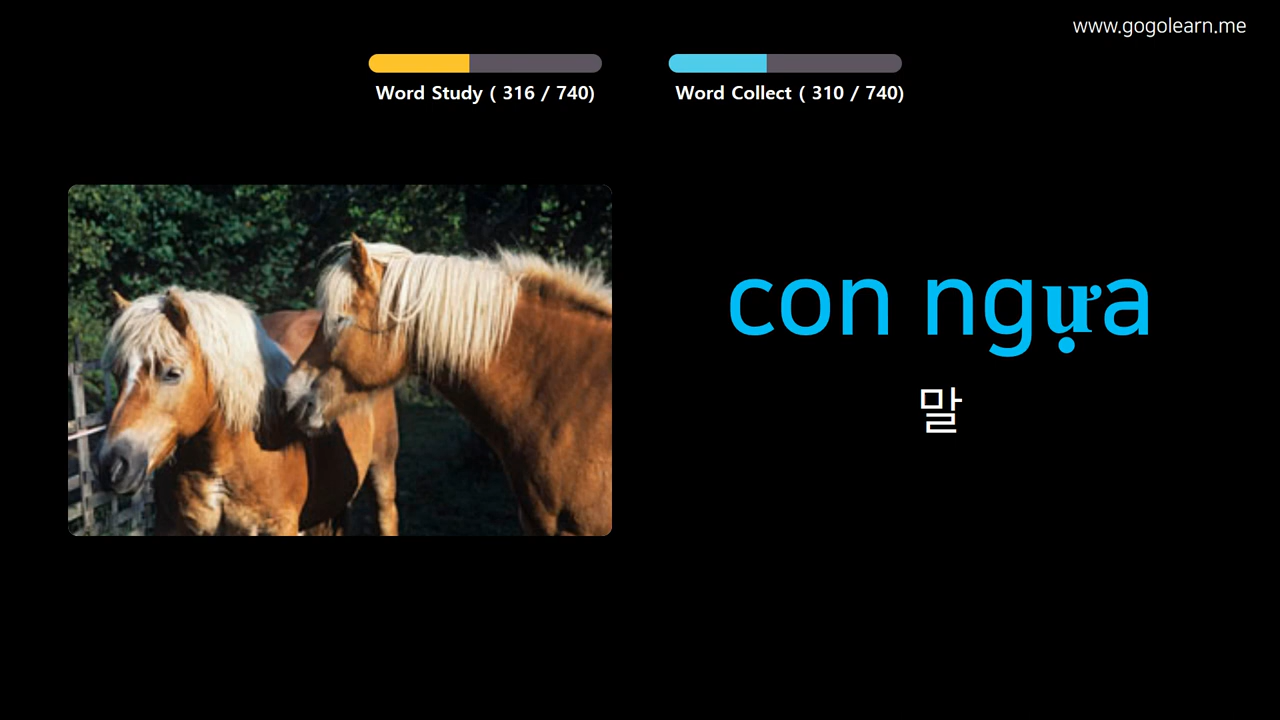 www.gogolearn.me
Word Study ( 316 / 740)
Word Collect ( 310 / 740)
con ngựa
말